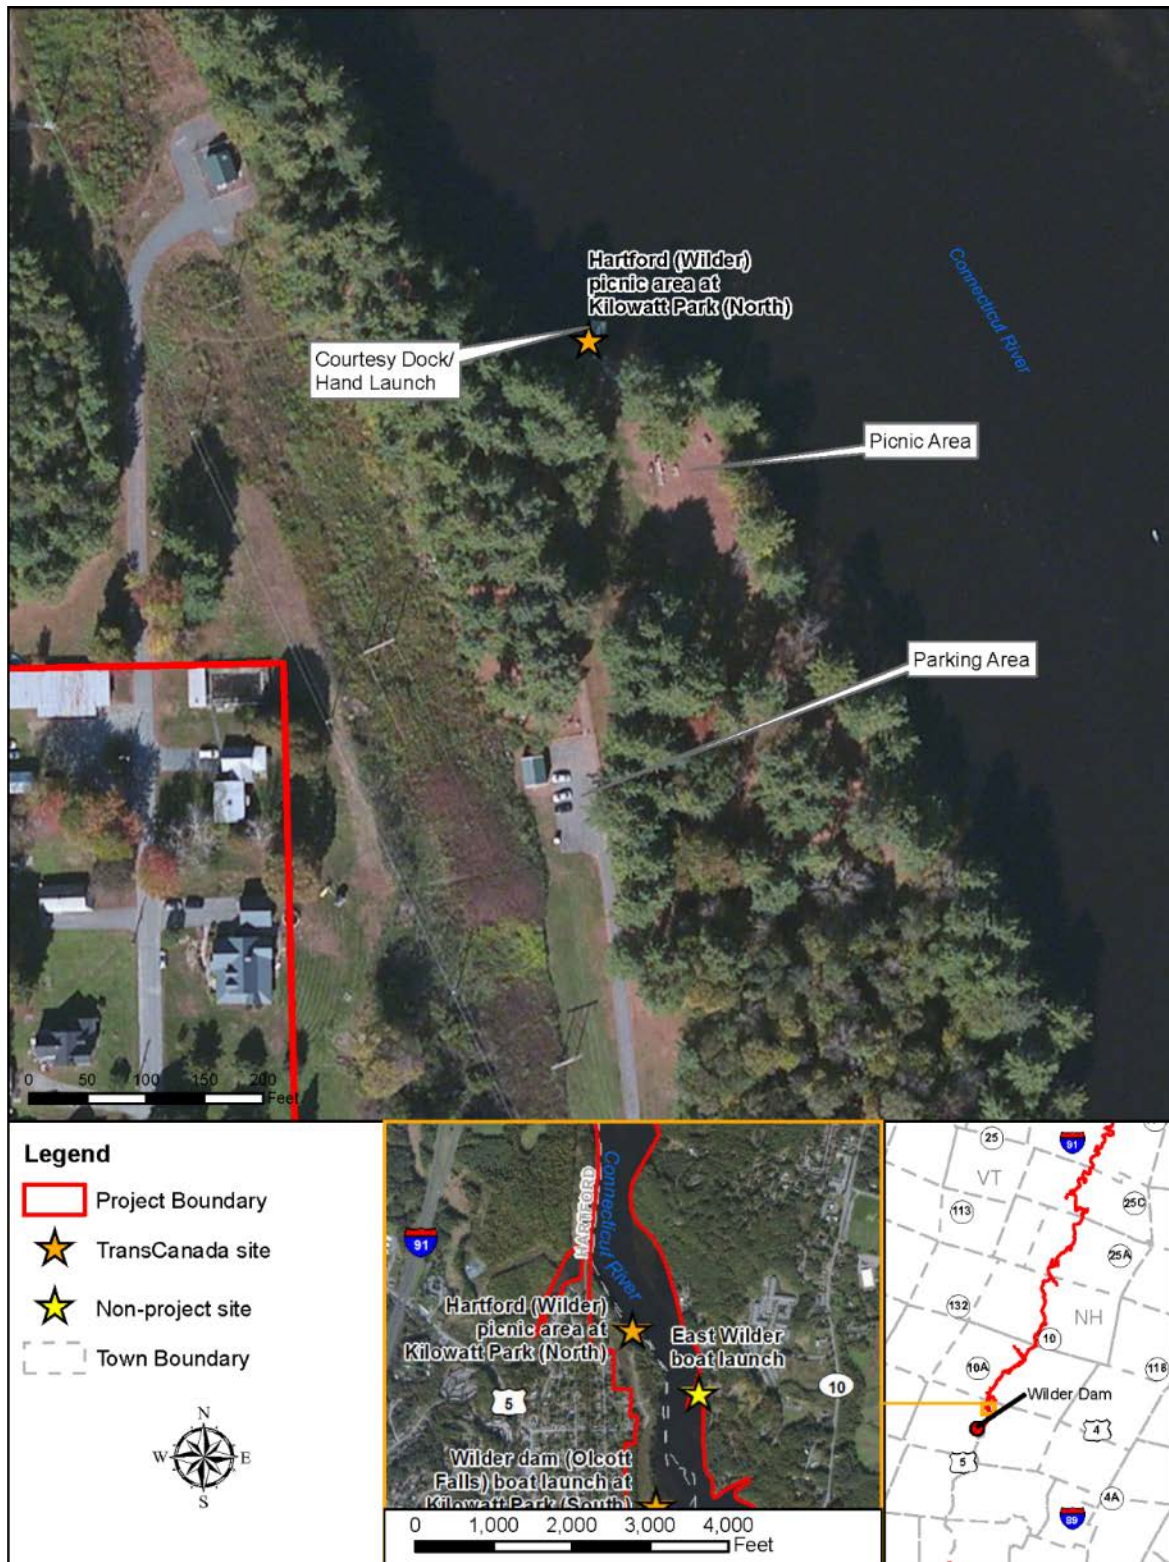 Hartford (Wilder)
picnic area at
Kilowatt Park (North)
Connecticut River
Courtesy Dock/
Hand Launch
Picnic Area
Parking Area
0 50 100 150 200
Feet
Legend
Project Boundary
TransCanada site
Non-project site
Town Boundary
N
W E
S
91
HARTFORD
Connecticut River
Hartford (Wilder)
picnic area at
Kilowatt Park (North)
East Wilder
boat launch
5
10
Wilder dam (Olcott
Falls) boat launch at
Kilowatt Park (South)
0 1,000 2,000 3,000 4,000
Feet
25
91
VT
113
25C
25A
132
NH
10
10A
118
Wilder Dam
4
5
4A
89